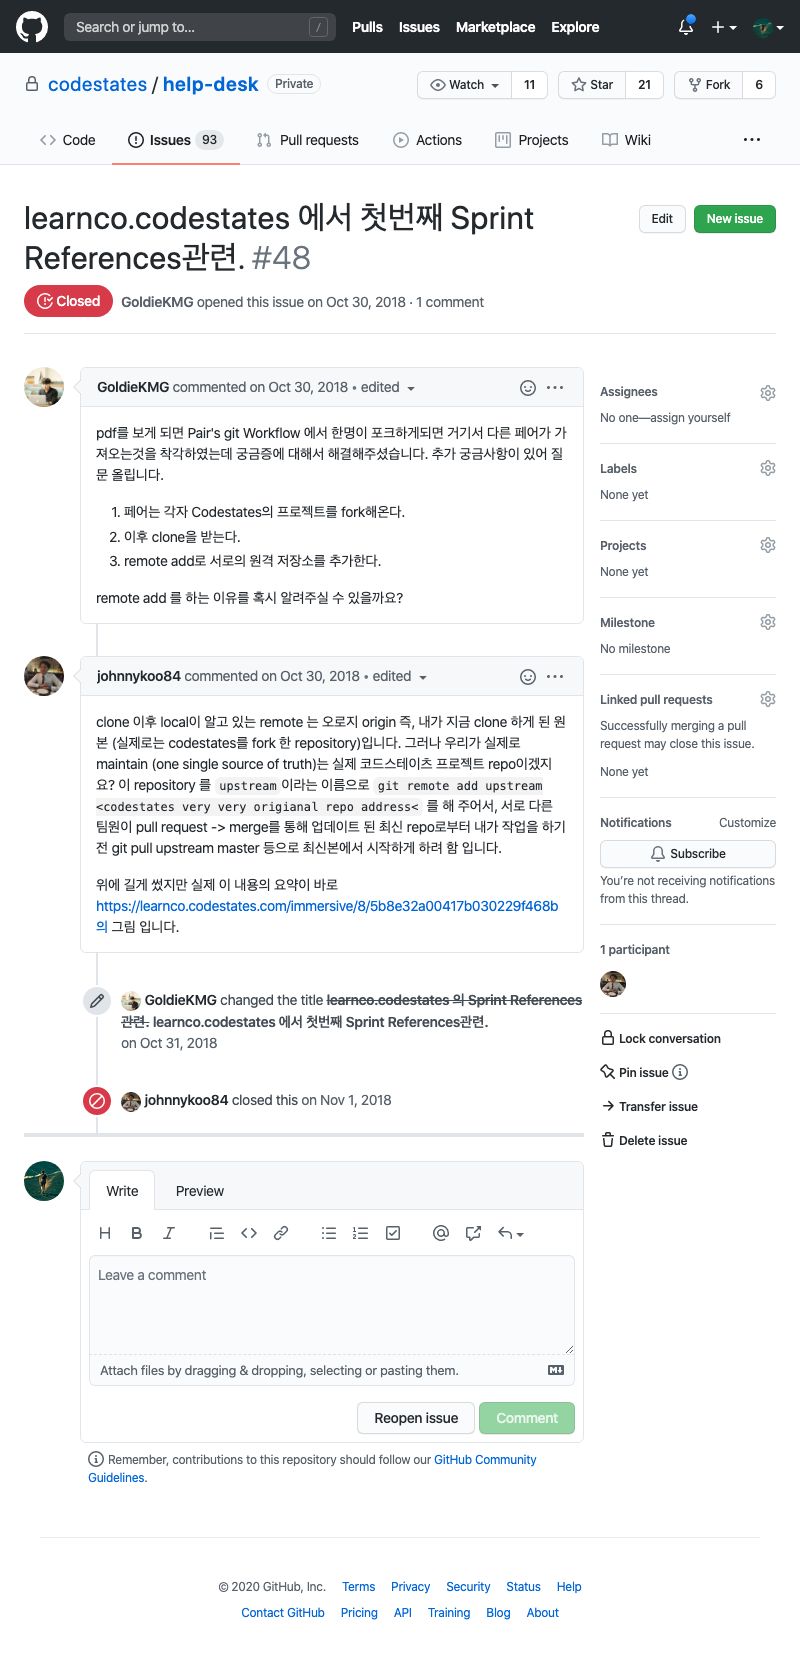 Search or jump to... /
Pulls Issues Marketplace Explore
codestates / help-desk Private
Watch 11 Star 21 Fork 6
Code Issues 93 Pull requests Actions Projects Wiki
learnco.codestates 에서 첫번째 Sprint
References관련. #48
Edit New issue
Closed GoldieKMG opened this issue on Oct 30, 2018 · 1 comment
GoldieKMG commented on Oct 30, 2018 • edited
pdf를 보게 되면 Pair's git Workflow 에서 한명이 포크하게되면 거기서 다른 페어가 가
져오는것을 착각하였는데 궁금증에 대해서 해결해주셨습니다. 추가 궁금사항이 있어 질
문 올립니다.
1. 페어는 각자 Codestates의 프로젝트를 fork해온다.
2. 이후 clone을 받는다.
3. remote add로 서로의 원격 저장소를 추가한다.
remote add 를 하는 이유를 혹시 알려주실 수 있을까요?
johnnykoo84 commented on Oct 30, 2018 • edited
clone 이후 local이 알고 있는 remote 는 오로지 origin 즉, 내가 지금 clone 하게 된 원
본 (실제로는 codestates를 fork 한 repository)입니다. 그러나 우리가 실제로
maintain (one single source of truth)는 실제 코드스테이츠 프로젝트 repo이겠지
요? 이 repository 를 upstream 이라는 이름으로 git remote add upstream
<codestates very very origianal repo address< 를 해 주어서, 서로 다른
팀원이 pull request -> merge를 통해 업데이트 된 최신 repo로부터 내가 작업을 하기
전 git pull upstream master 등으로 최신본에서 시작하게 하려 함 입니다.
위에 길게 썼지만 실제 이 내용의 요약이 바로
https://learnco.codestates.com/immersive/8/5b8e32a00417b030229f468b
의 그림 입니다.
GoldieKMG changed the title learnco.codestates 의 Sprint References
관련. learnco.codestates 에서 첫번째 Sprint References관련.
on Oct 31, 2018
johnnykoo84 closed this on Nov 1, 2018
Assignees
No one—assign yourself
Labels
None yet
Projects
None yet
Milestone
No milestone
Linked pull requests
Successfully merging a pull
request may close this issue.
None yet
Notifications Customize
Subscribe
You're not receiving notifications
from this thread.
1 participant
Lock conversation
Pin issue
Transfer issue
Delete issue
Write Preview
Leave a comment
Attach files by dragging & dropping, selecting or pasting them.
Reopen issue Comment
Remember, contributions to this repository should follow our GitHub Community
Guidelines.
© 2020 GitHub, Inc. Terms Privacy Security Status Help
Contact GitHub Pricing API Training Blog About